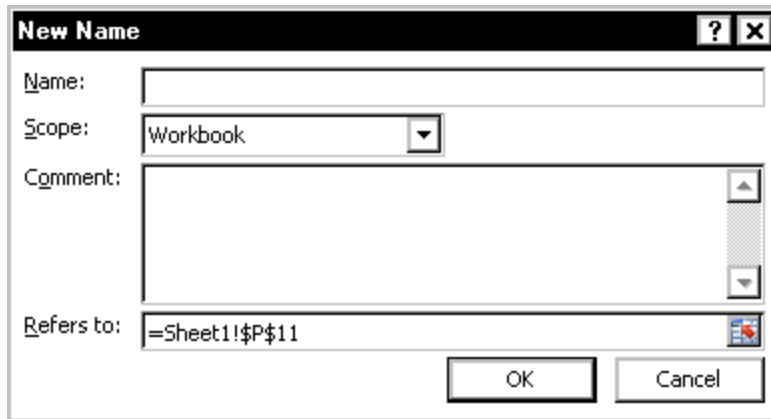 New Name
Name:
Scope: Workbook
Comment:
Refers to: =Sheet1!$P$11
OK Cancel